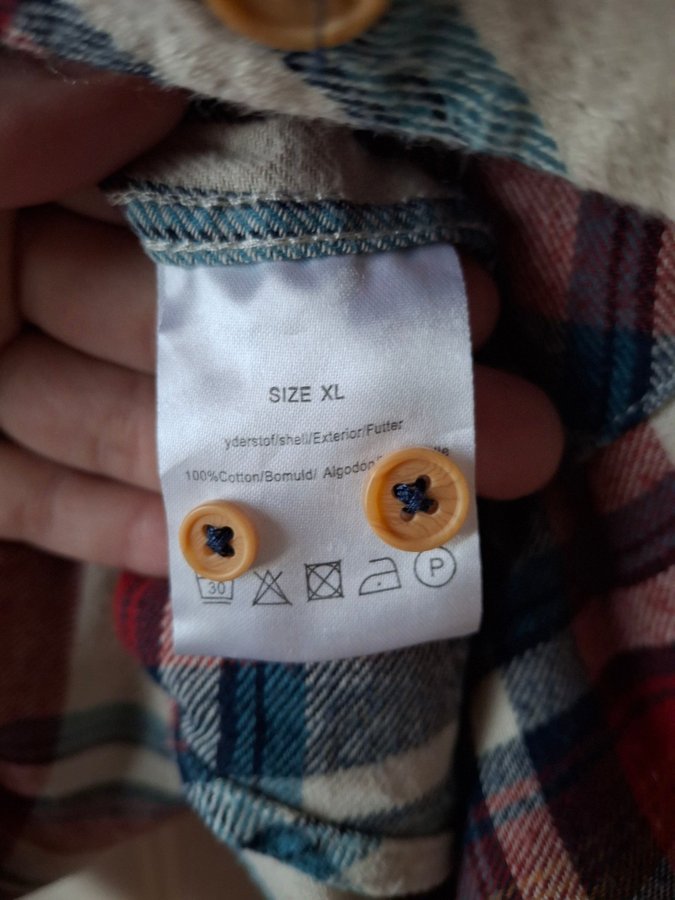 SIZE XL
yderstof/shell/Exterior/Futter
100%Cotton/Bomuld/ Algodon/
30
P